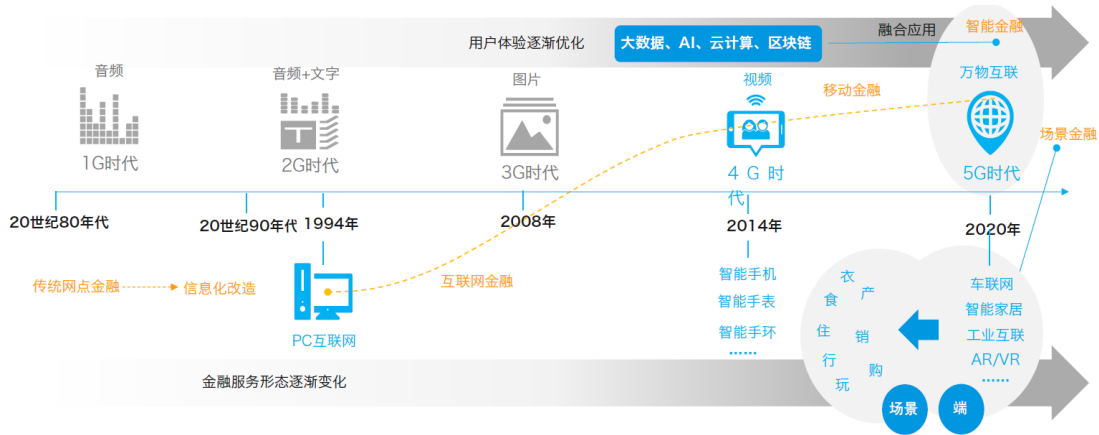 用户体验逐渐优化
大数据、AI、云计算、区块链
融合应用
智能金融
音频
音频+文字
图片
视频
移动金融
万物互联
场景金融
1G时代
2G时代
3G时代
4G时
代
5G时代
20世纪80年代
20世纪90年代
1994年
2008年
2014年
2020年
传统网点金融
信息化改造
PC互联网
互联网金融
智能手机
智能手表
智能手环
......
衣
食
住
行
玩
产
销
购
车联网
智能家居
工业互联
AR/VR
......
场景
端
金融服务形态逐渐变化